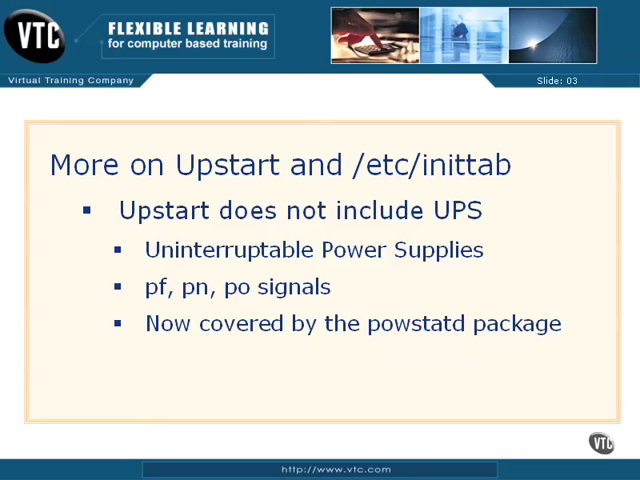 VTC
FLEXIBLE LEARNING
for computer based training
Virtual Training Company
Slide: 03
More on Upstart and /etc/inittab
Upstart does not include UPS
Uninterruptable Power Supplies
pf, pn, po signals
Now covered by the powstatd package
VTC
http://www.vtc.com